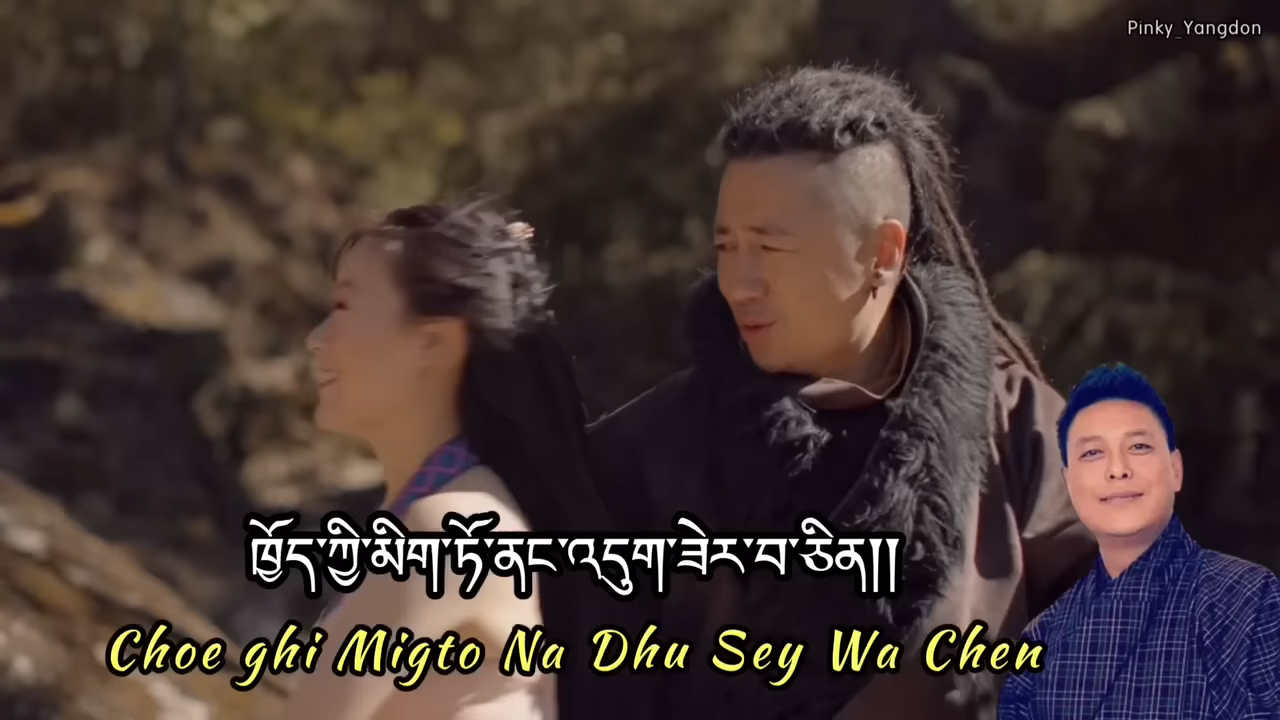 Pinky_Yangdon
ཁྱོད་ཀྱི་མིག་ཏོ་ནང་འདུག་ཟེར་བ་ཅིན།།
Choe ghi Migto Na Dhu Sey Wa Chen